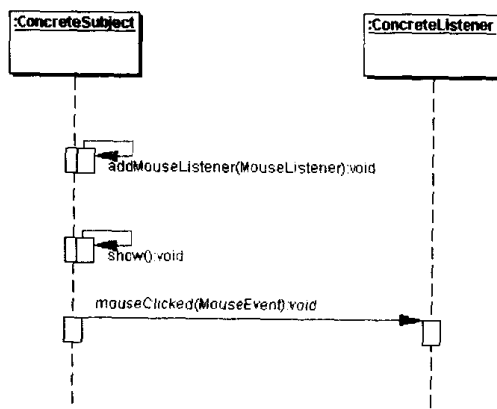 :ConcreteSubject
:ConcreteListener
addMouseListener(MouseListener):void
show():void
mouseClicked(MouseEvent):void